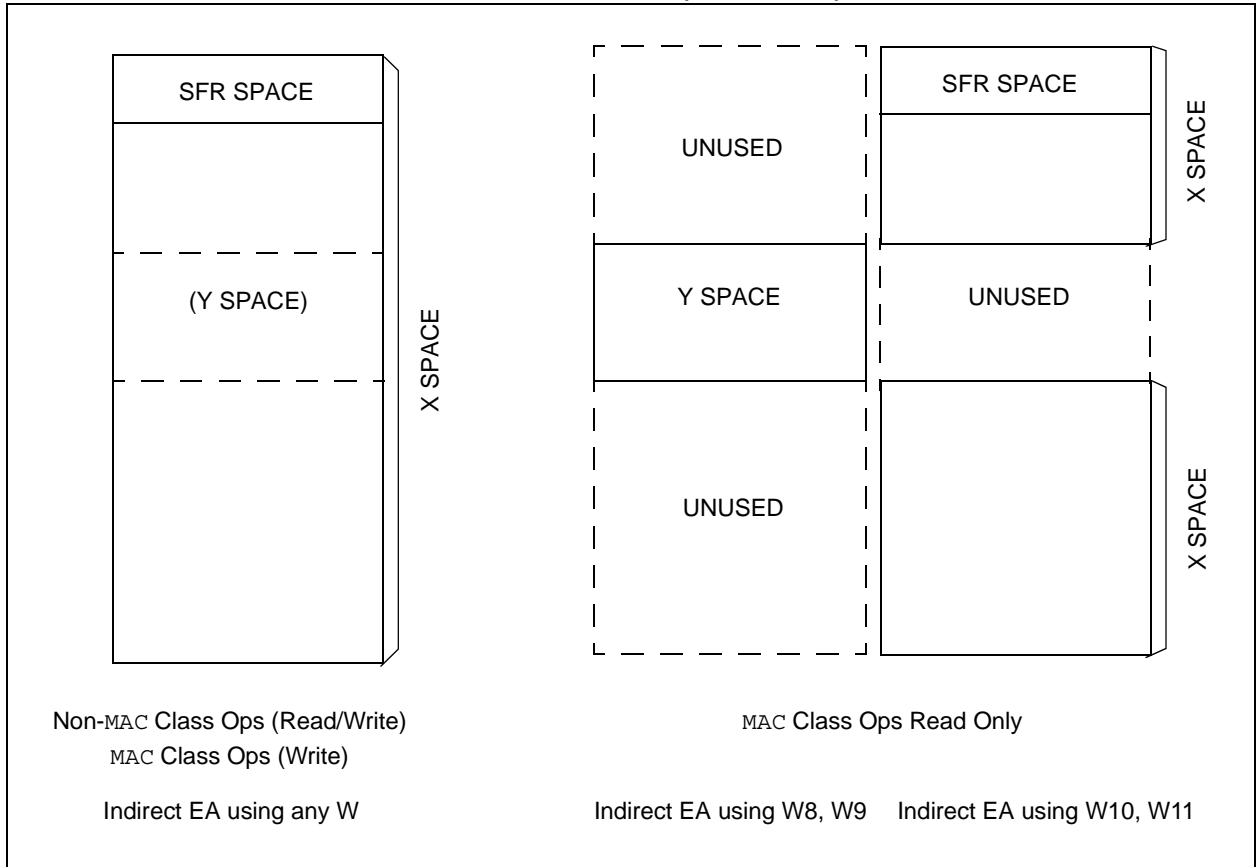 SFR SPACE
(Y SPACE)
X SPACE
UNUSED
Y SPACE
UNUSED
SFR SPACE
X SPACE
UNUSED
X SPACE
Non-MAC Class Ops (Read/Write)
MAC Class Ops (Write)
MAC Class Ops Read Only
Indirect EA using any W
Indirect EA using W8, W9
Indirect EA using W10, W11